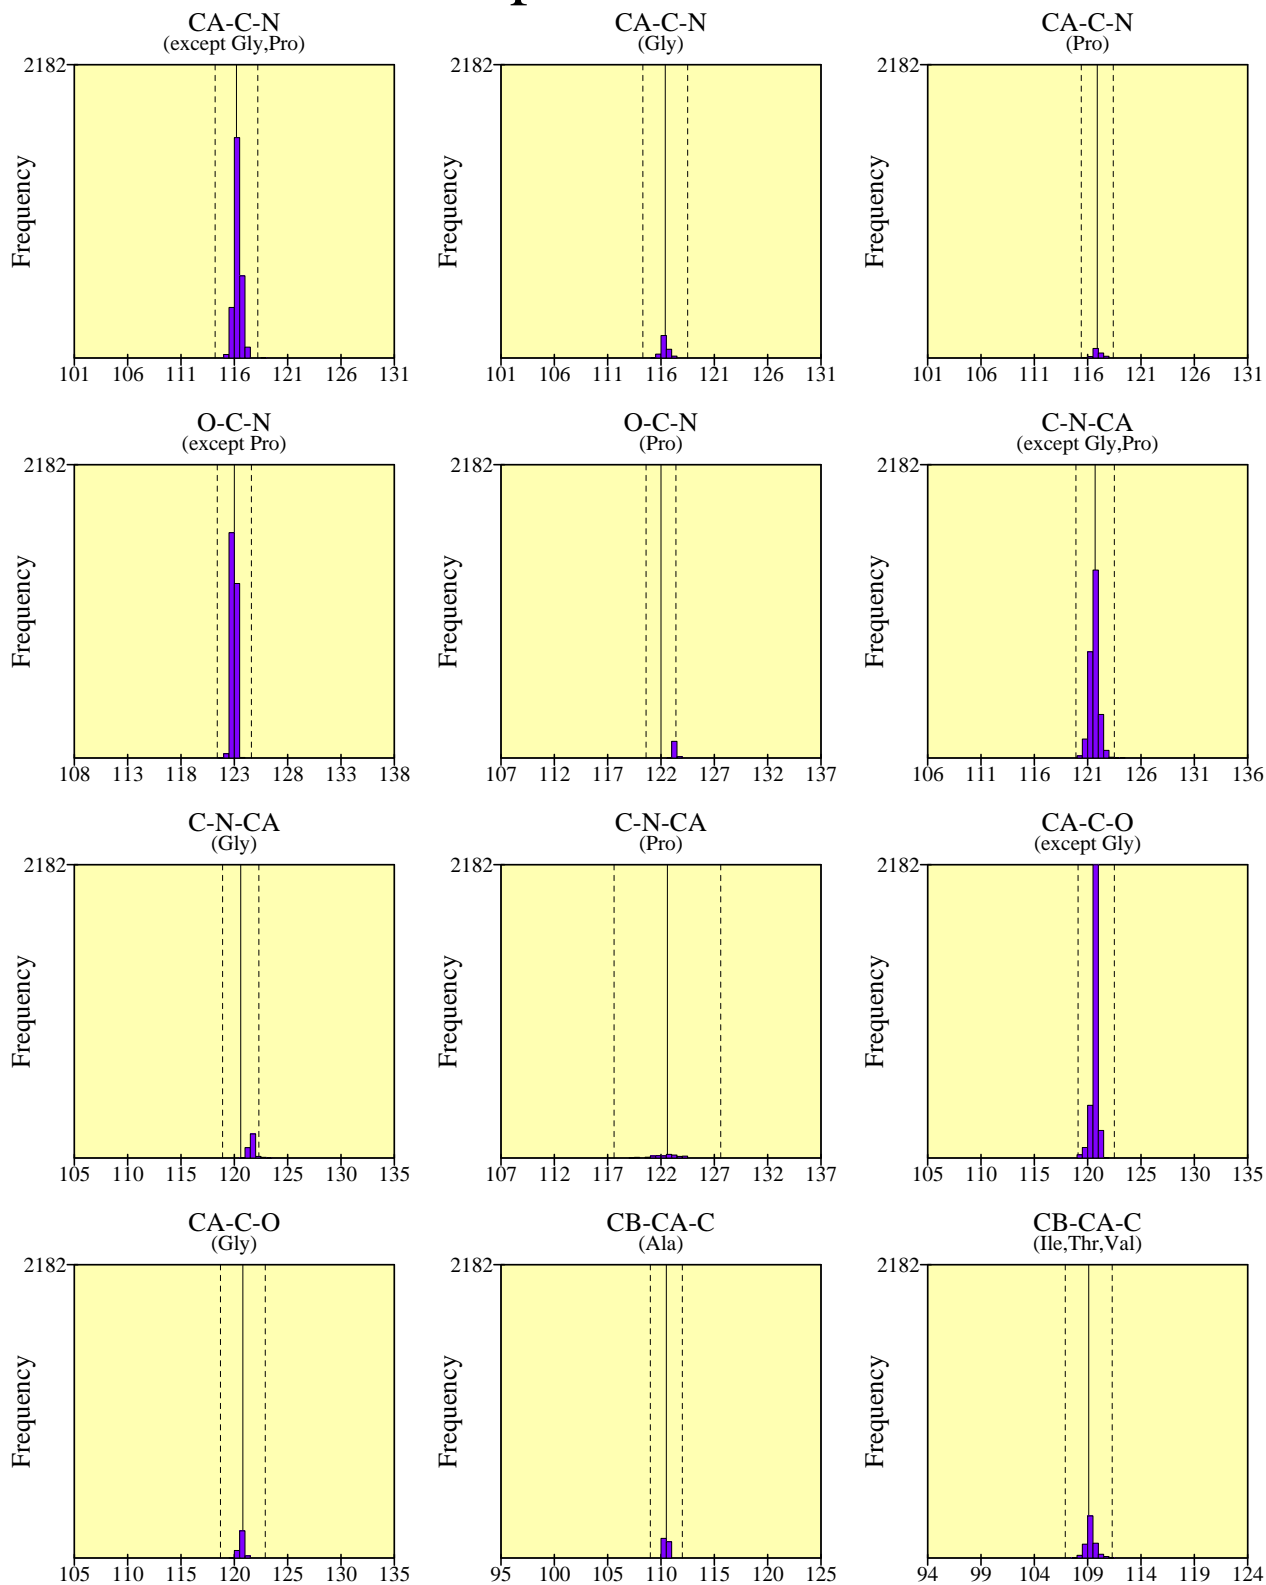 CA-C-N CA-C-N CA-C-N
(except Gly,Pro) (Gly) (Pro)
2182 2182 2182
Frequency Frequency Frequency
101 106 111 116 121 126 131 101 106 111 116 121 126 131 101 106 111 116 121 126 131
O-C-N O-C-N C-N-CA
(except Pro) (Pro) (except Gly,Pro)
2182 2182 2182
Frequency Frequency Frequency
108 113 118 123 128 133 138 107 112 117 122 127 132 137 106 111 116 121 126 131 136
C-N-CA C-N-CA CA-C-O
(Gly) (Pro) (except Gly)
2182 2182 2182
Frequency Frequency Frequency
105 110 115 120 125 130 135 107 112 117 122 127 132 137 105 110 115 120 125 130 135
CA-C-O CB-CA-C CB-CA-C
(Gly) (Ala) (Ile,Thr,Val)
2182 2182 2182
Frequency Frequency Frequency
105 110 115 120 125 130 135 95 100 105 110 115 120 125 94 99 104 109 114 119 124